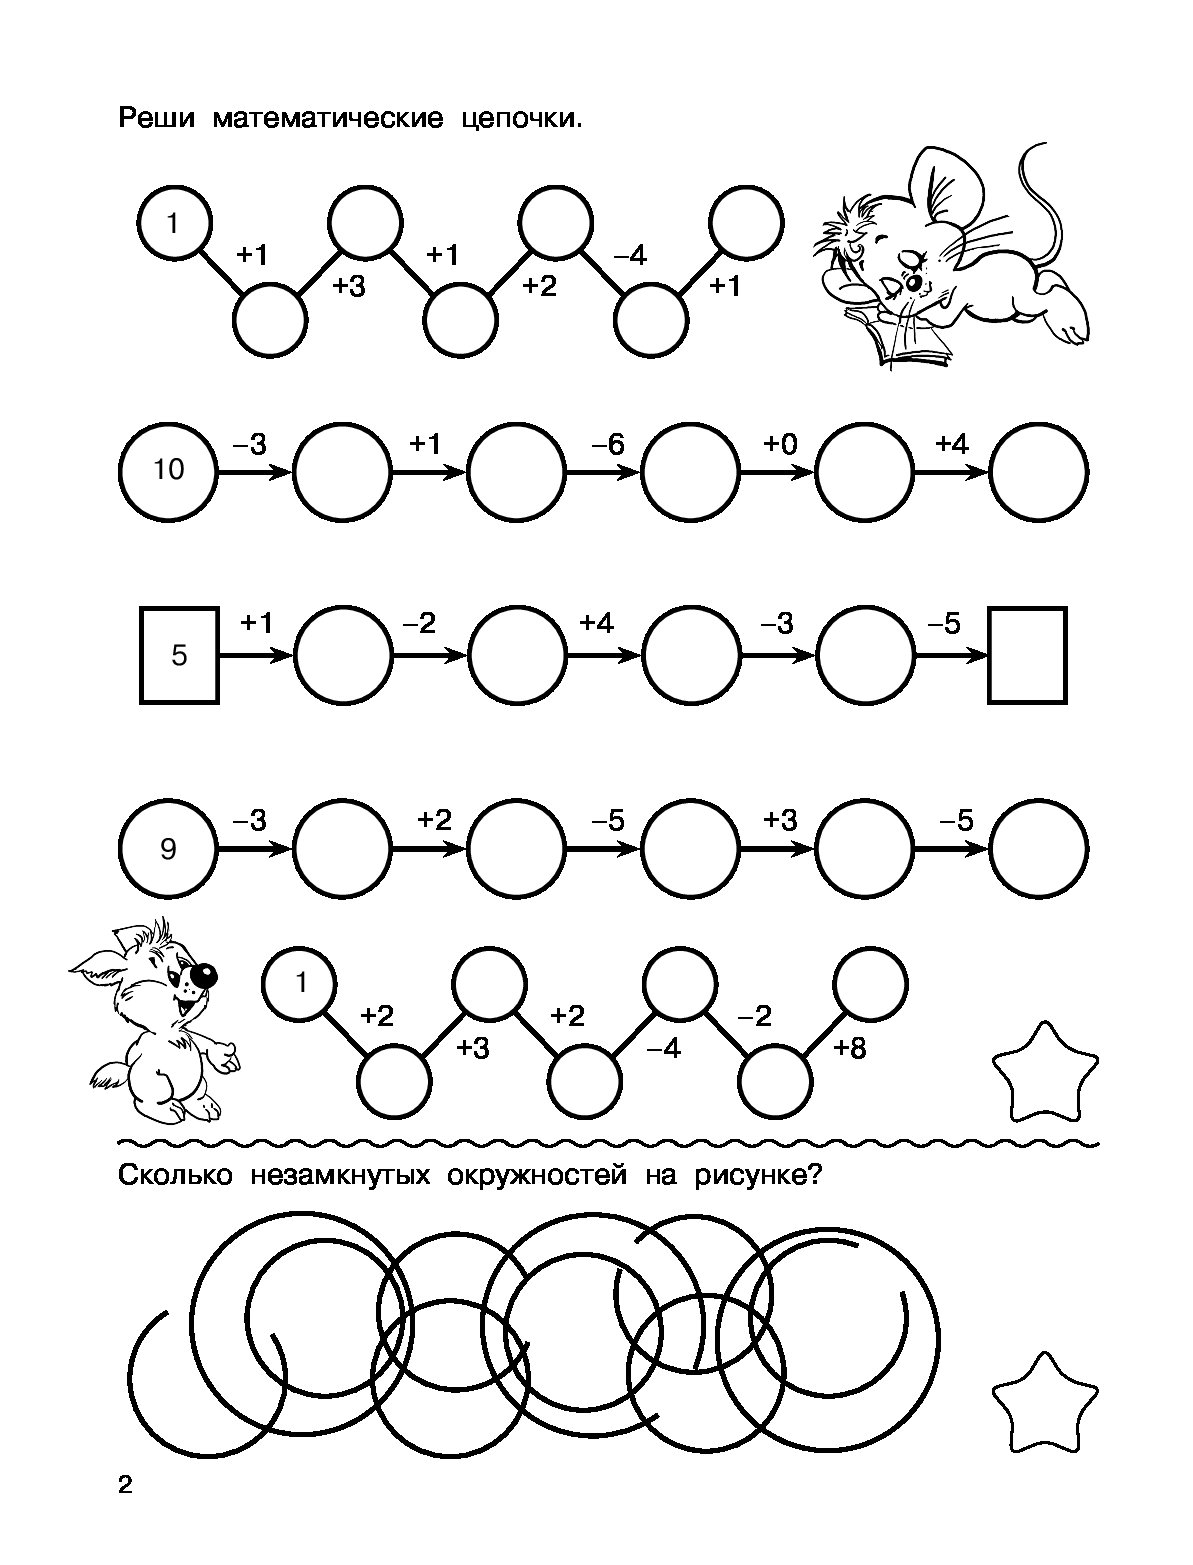 Реши математические цепочки.
1 +1 +3 +1 +2 −4 +1
10 −3 +1 −6 +0 +4
5 +1 −2 +4 −3 −5
9 −3 +2 −5 +3 −5
1 +2 +3 +2 −4 −2 +8
Сколько незамкнутых окружностей на рисунке?
2